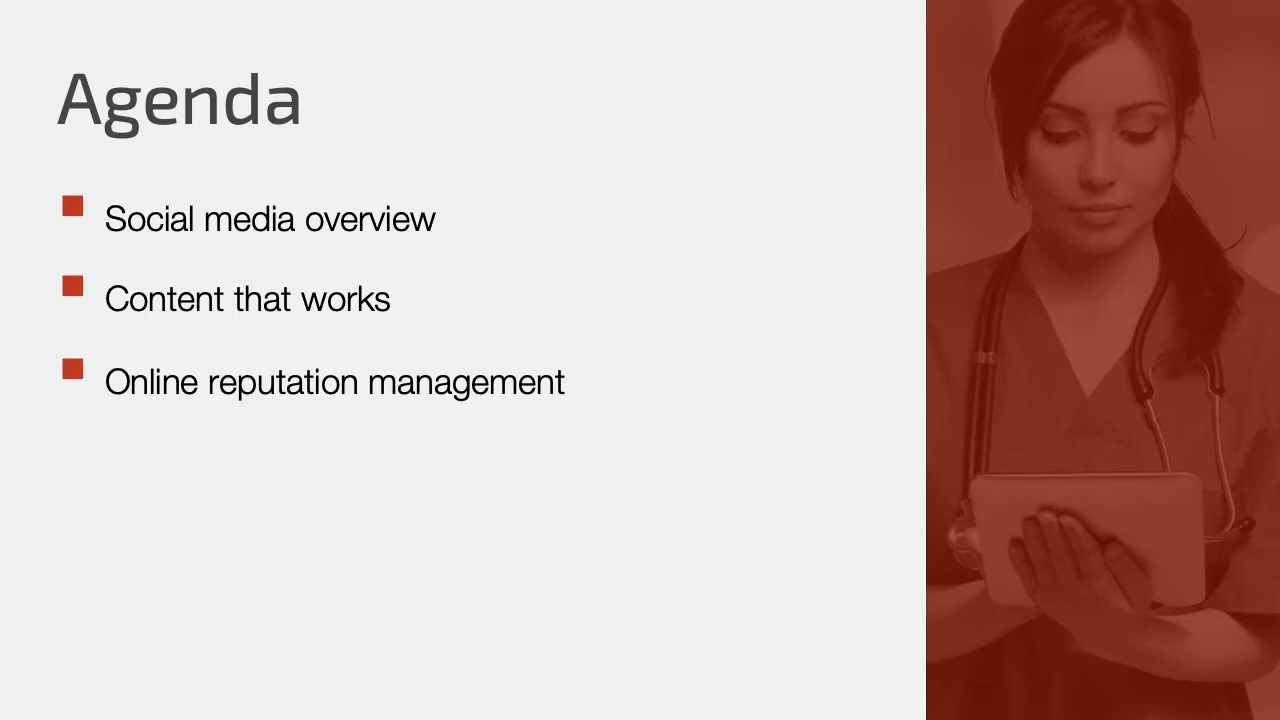 Agenda
Social media overview
Content that works
Online reputation management